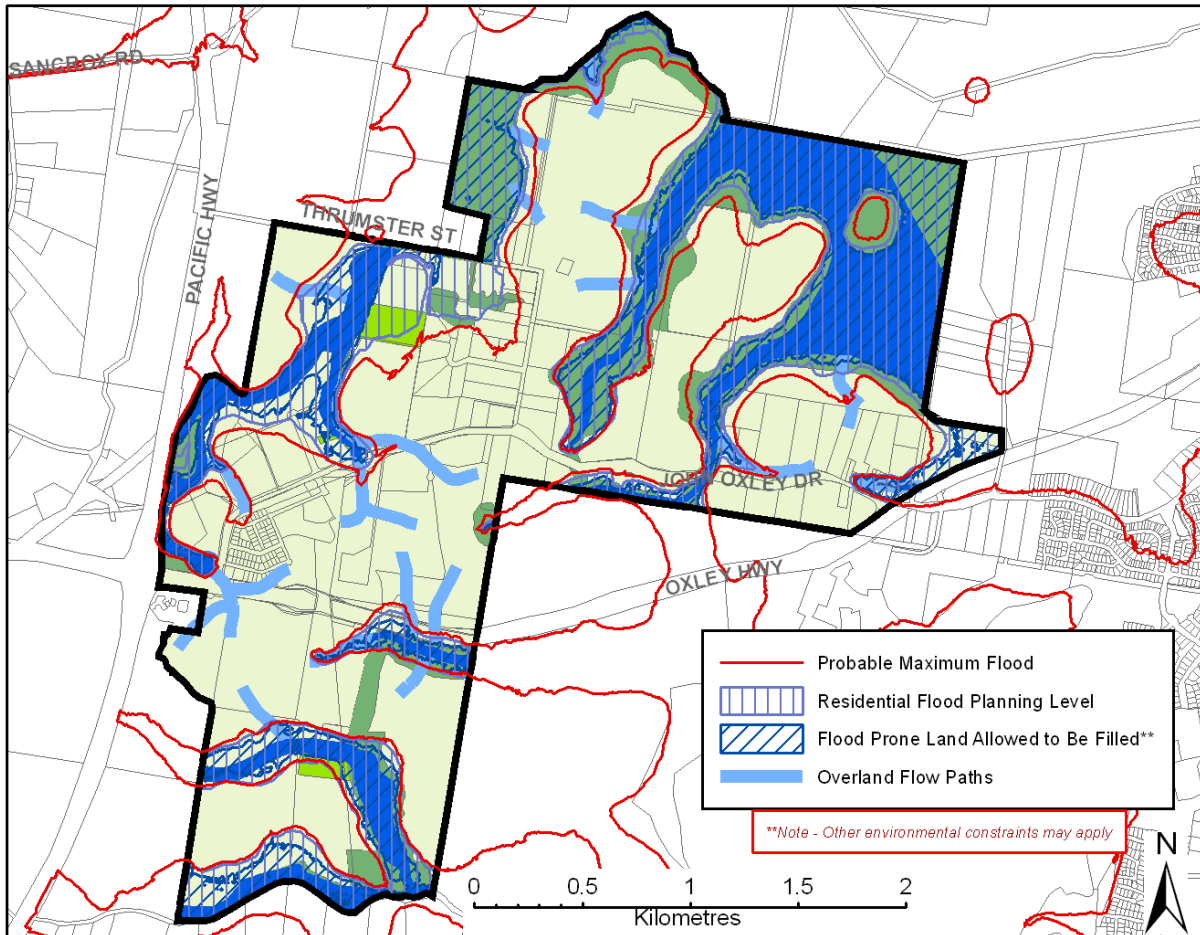 SANCROX RD
PACIFIC HWY
THRUMSTER ST
JOHN OXLEY DR
OXLEY HWY
Probable Maximum Flood
Residential Flood Planning Level
Flood Prone Land Allowed to Be Filled**
Overland Flow Paths
**Note - Other environmental constraints may apply
N
0 0.5 1 1.5 2
Kilometres